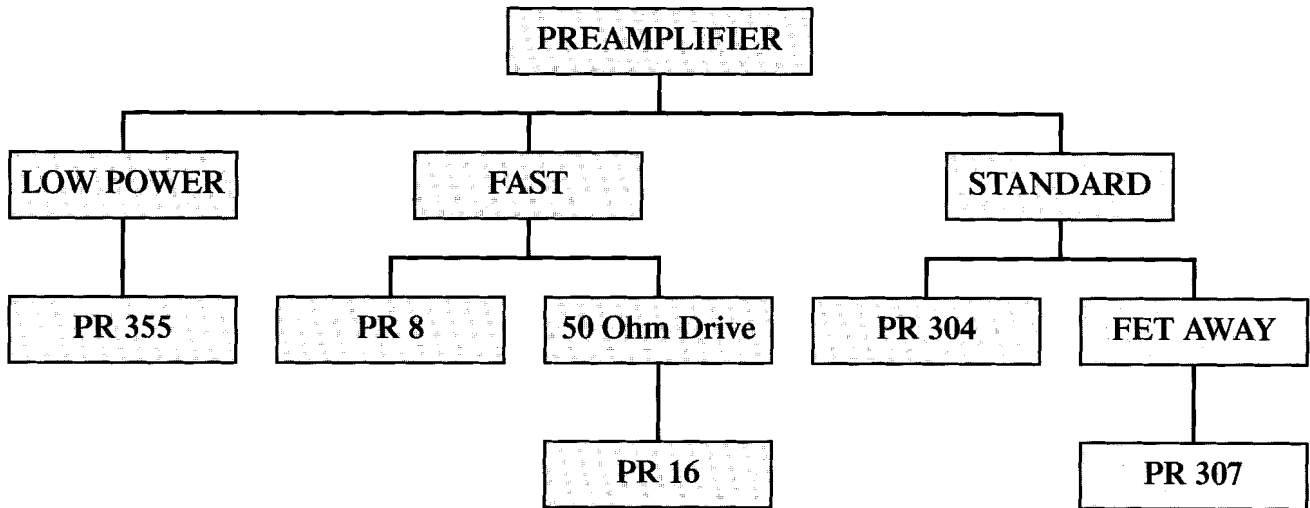 PREAMPLIFIER
LOW POWER
FAST
STANDARD
PR 355
PR 8
50 Ohm Drive
PR 304
FET AWAY
PR 16
PR 307